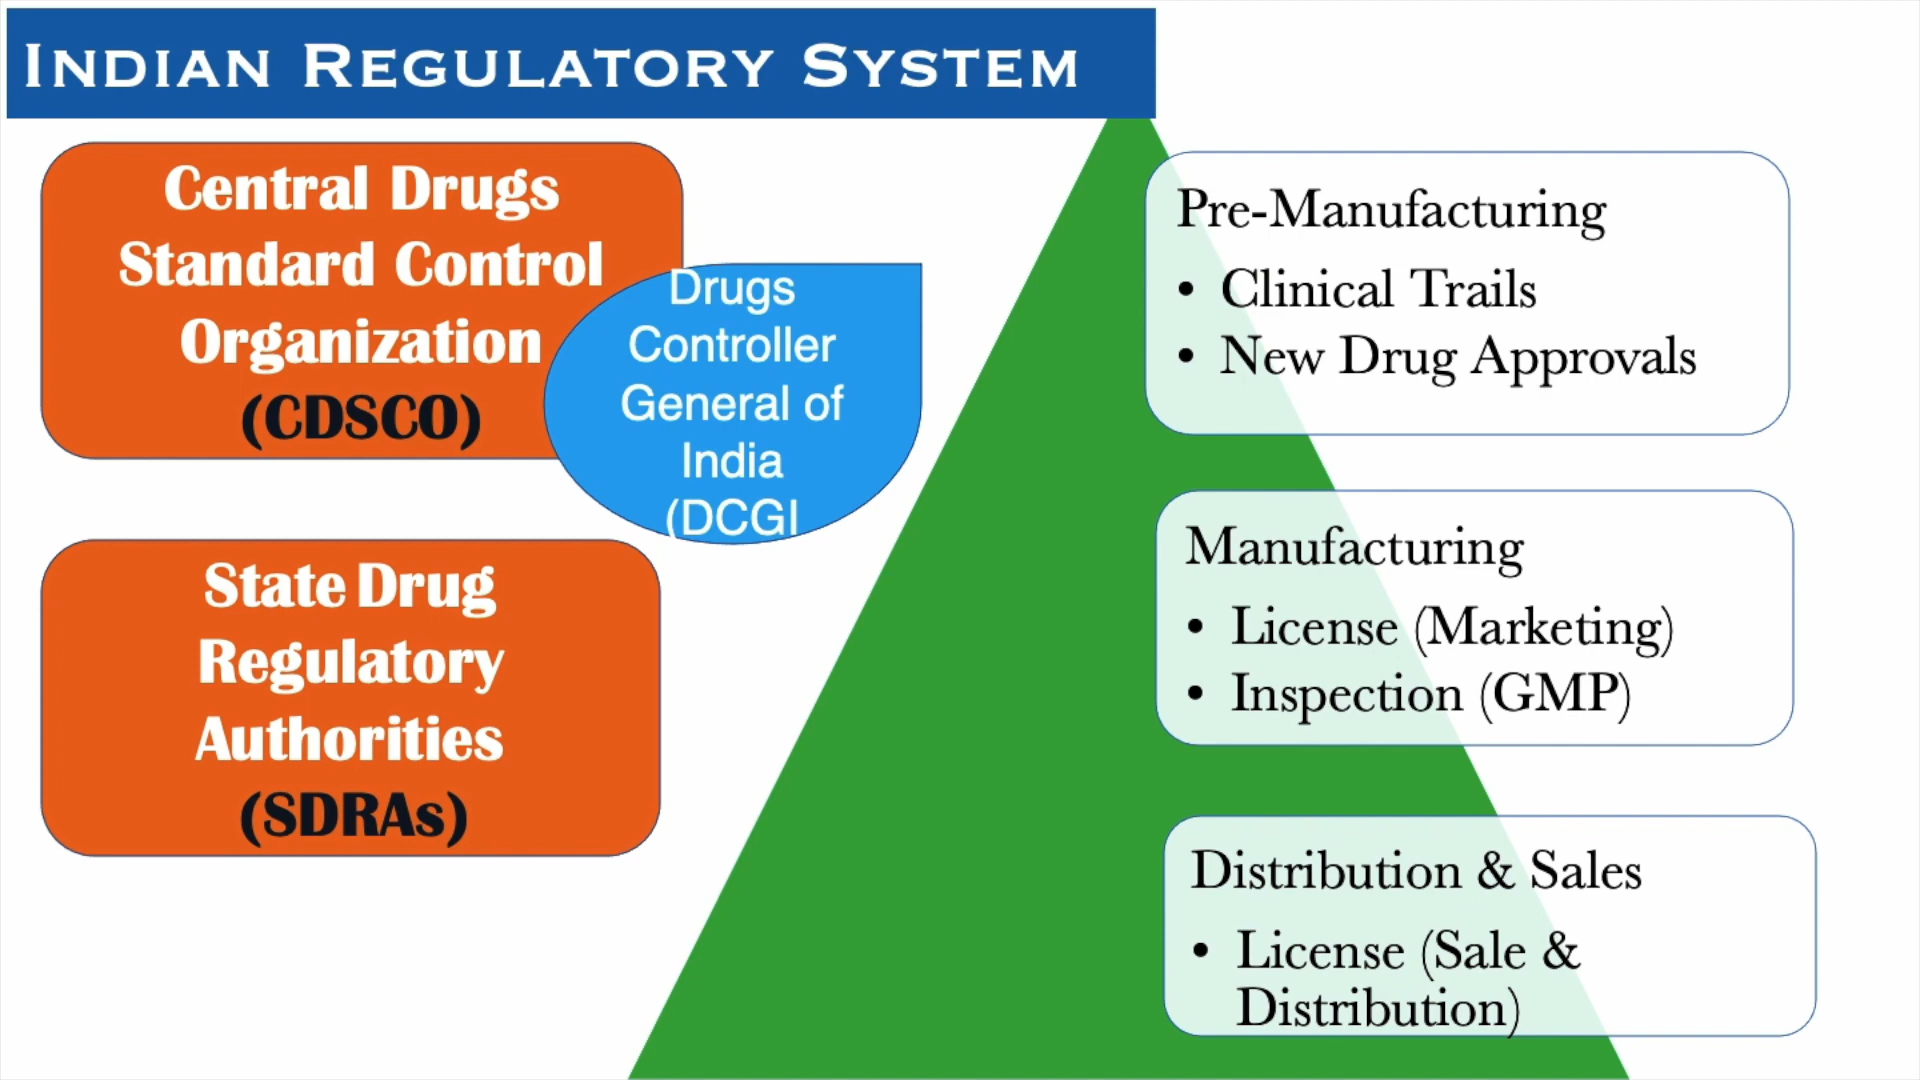 INDIAN REGULATORY SYSTEM
Central Drugs
Standard Control
Organization
(CDSCO)
Drugs
Controller
General of
India
(DCGI
State Drug
Regulatory
Authorities
(SDRAs)
Pre-Manufacturing
• Clinical Trails
• New Drug Approvals
Manufacturing
• License (Marketing)
• Inspection (GMP)
Distribution & Sales
• License (Sale &
Distribution)